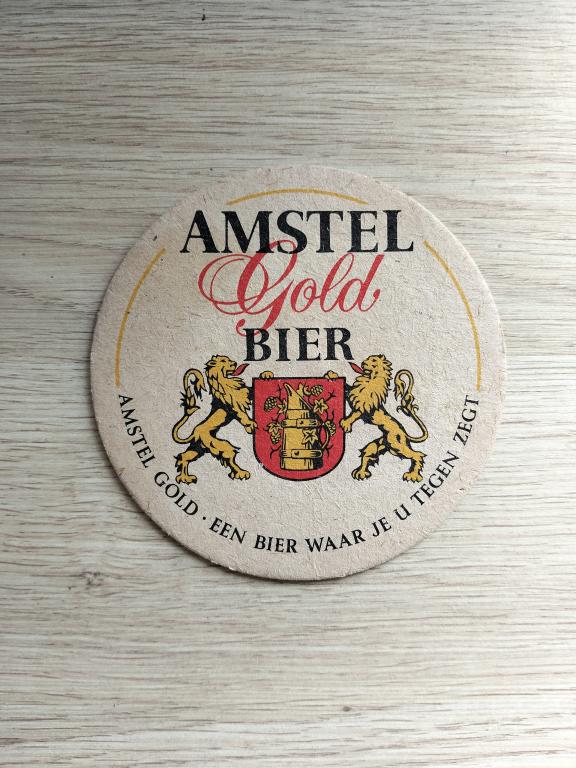 AMSTEL
Gold
BIER
AMSTEL GOLD · EEN BIER WAAR JE U TEGEN ZEGT